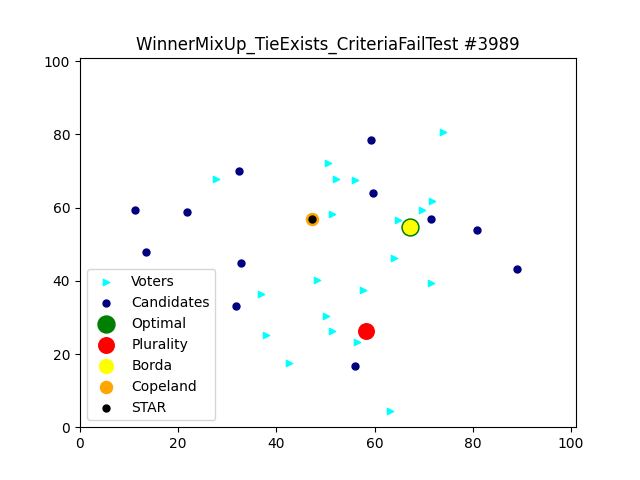 WinnerMixUp_TieExists_CriteriaFailTest #3989
100
80
60
40
20
0
Voters
Candidates
Optimal
Plurality
Borda
Copeland
STAR
0 20 40 60 80 100